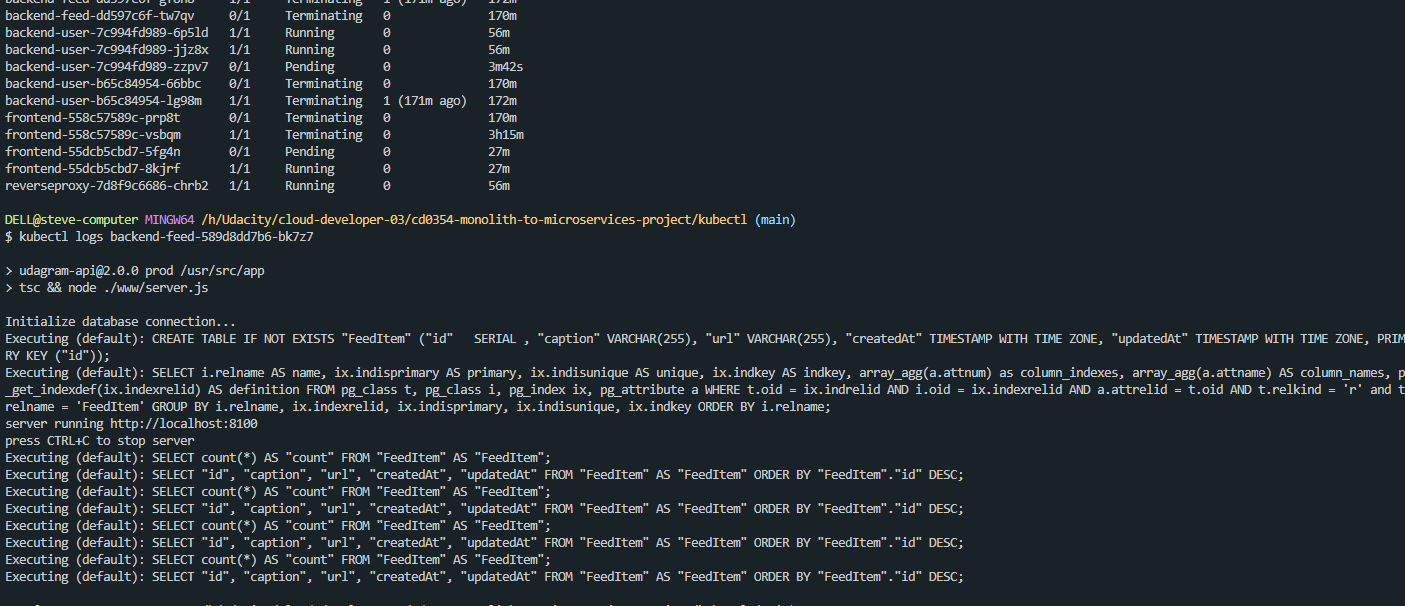 backend-feed-dd597c6f-gf6hb   1/1     Terminating   1 (171m ago)   172m
backend-feed-dd597c6f-tw7qv   0/1     Terminating   0              170m
backend-user-7c994fd989-6p5ld   1/1     Running       0              56m
backend-user-7c994fd989-jjz8x   1/1     Running       0              56m
backend-user-7c994fd989-zzpv7   0/1     Pending       0              3m42s
backend-user-b65c84954-66bbc    0/1     Terminating   0              170m
backend-user-b65c84954-lg98m    1/1     Terminating   1 (171m ago)   172m
frontend-558c57589c-prp8t       0/1     Terminating   0              170m
frontend-558c57589c-vsbqm       1/1     Terminating   0              3h15m
frontend-55dcb5cbd7-5fg4n       0/1     Pending       0              27m
frontend-55dcb5cbd7-8kjrf       1/1     Running       0              27m
reverseproxy-7d8f9c6686-chrb2   1/1     Running       0              56m
DELL@steve-computer MINGW64 /h/Udacity/cloud-developer-03/cd0354-monolith-to-microservices-project/kubectl (main)
$ kubectl logs backend-feed-589d8dd7b6-bk7z7
> udagram-api@2.0.0 prod /usr/src/app
> tsc && node ./www/server.js
Initialize database connection...
Executing (default): CREATE TABLE IF NOT EXISTS "FeedItem" ("id"   SERIAL , "caption" VARCHAR(255), "url" VARCHAR(255), "createdAt" TIMESTAMP WITH TIME ZONE, "updatedAt" TIMESTAMP WITH TIME ZONE, PRIM
RY KEY ("id"));
Executing (default): SELECT i.relname AS name, ix.indisprimary AS primary, ix.indisunique AS unique, ix.indkey AS indkey, array_agg(a.attnum) as column_indexes, array_agg(a.attname) AS column_names, p
_get_indexdef(ix.indexrelid) AS definition FROM pg_class t, pg_class i, pg_index ix, pg_attribute a WHERE t.oid = ix.indrelid AND i.oid = ix.indexrelid AND a.attrelid = t.oid AND t.relkind = 'r' and t
relname = 'FeedItem' GROUP BY i.relname, ix.indexrelid, ix.indisprimary, ix.indisunique, ix.indkey ORDER BY i.relname;
server running http://localhost:8100
press CTRL+C to stop server
Executing (default): SELECT count(*) AS "count" FROM "FeedItem" AS "FeedItem";
Executing (default): SELECT "id", "caption", "url", "createdAt", "updatedAt" FROM "FeedItem" AS "FeedItem" ORDER BY "FeedItem"."id" DESC;
Executing (default): SELECT count(*) AS "count" FROM "FeedItem" AS "FeedItem";
Executing (default): SELECT "id", "caption", "url", "createdAt", "updatedAt" FROM "FeedItem" AS "FeedItem" ORDER BY "FeedItem"."id" DESC;
Executing (default): SELECT count(*) AS "count" FROM "FeedItem" AS "FeedItem";
Executing (default): SELECT "id", "caption", "url", "createdAt", "updatedAt" FROM "FeedItem" AS "FeedItem" ORDER BY "FeedItem"."id" DESC;
Executing (default): SELECT count(*) AS "count" FROM "FeedItem" AS "FeedItem";
Executing (default): SELECT "id", "caption", "url", "createdAt", "updatedAt" FROM "FeedItem" AS "FeedItem" ORDER BY "FeedItem"."id" DESC;